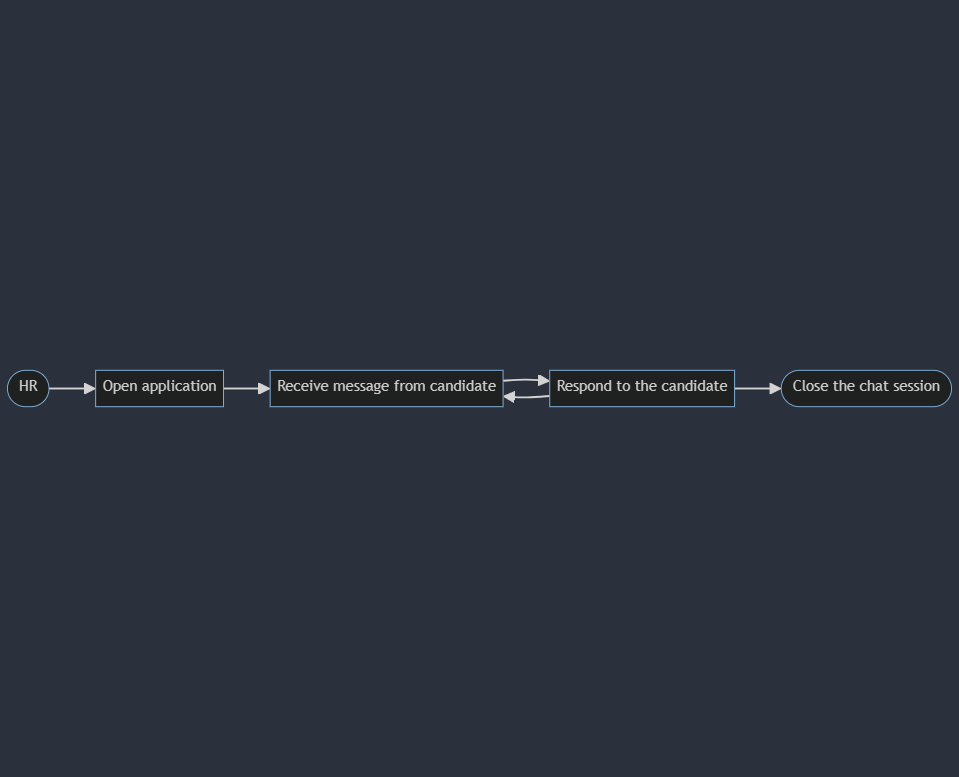 HR
Open application
Receive message from candidate
Respond to the candidate
Close the chat session